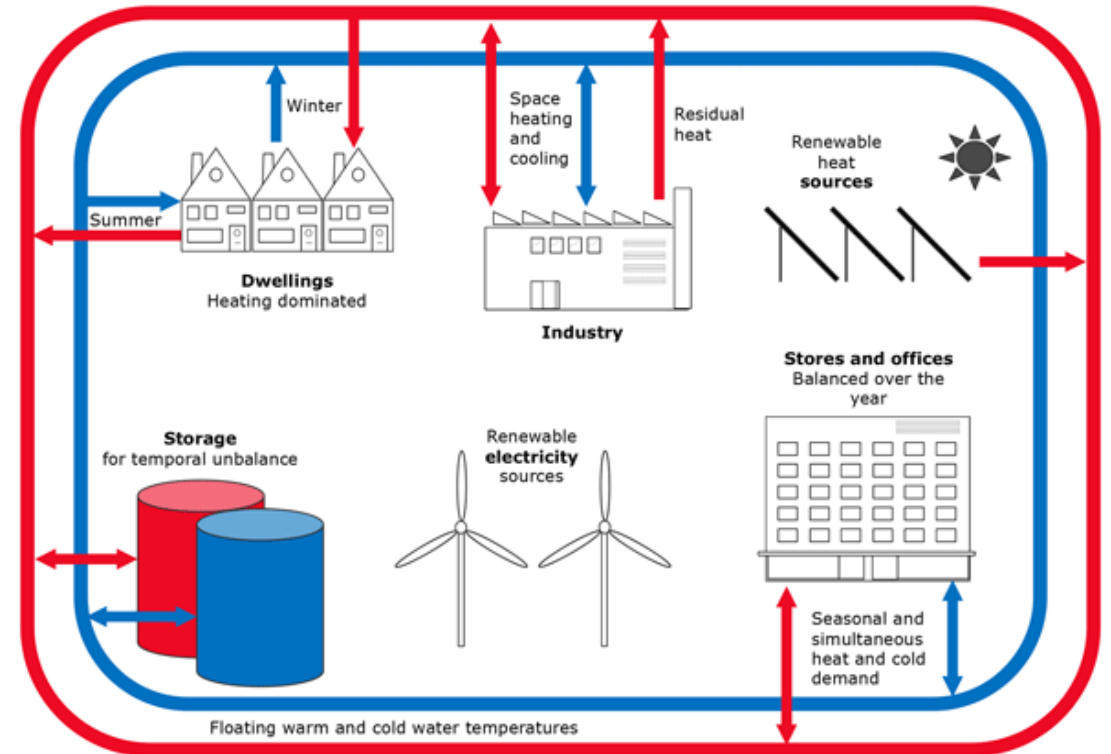 Winter
Summer
Dwellings
Heating dominated
Space
heating
and
cooling
Residual
heat
Industry
Renewable
heat
sources
Stores and offices
Balanced over the
year
Storage
for temporal unbalance
Renewable
electricity
sources
Seasonal and
simultaneous
heat and cold
demand
Floating warm and cold water temperatures